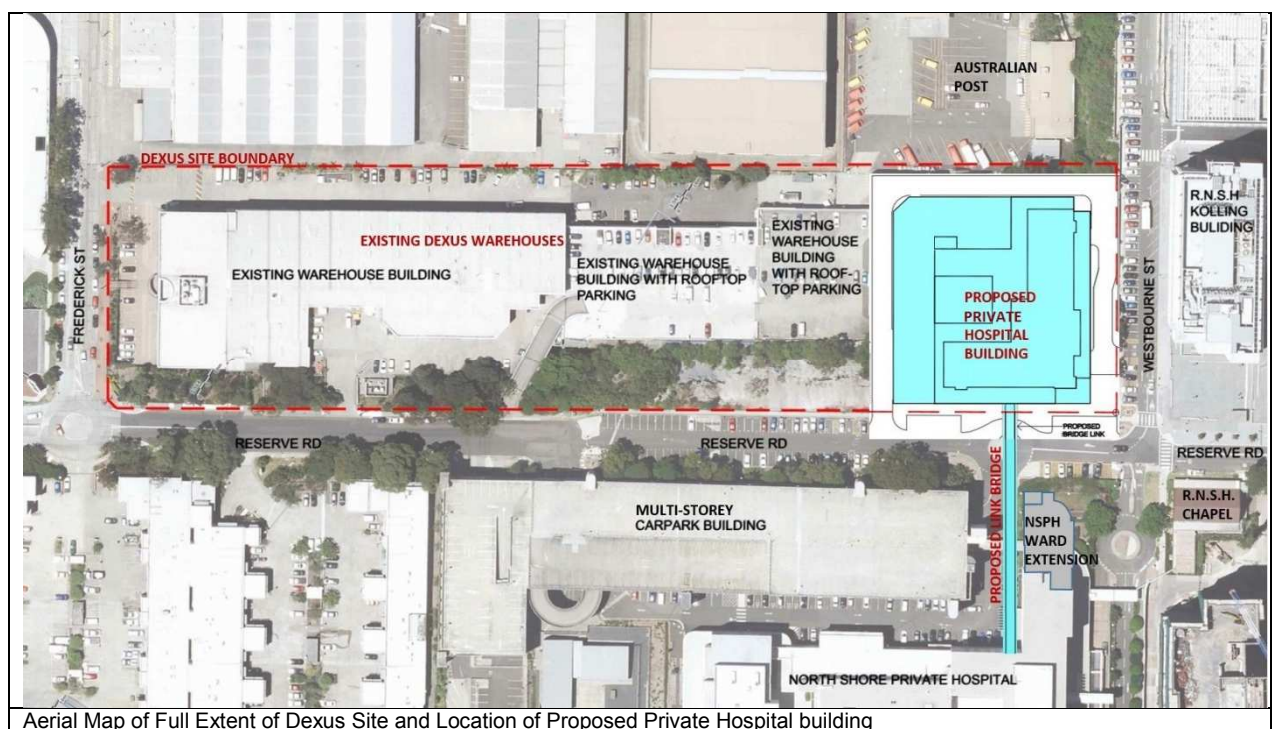 AUSTRALIAN
POST
DEXUS SITE BOUNDARY
R.N.S.H
KOLLING
BULIDING
EXISTING
WAREHOUSE
BUILDING
WITH ROOF-
TOP PARKING
EXISTING DEXUS WAREHOUSES
EXISTING WAREHOUSE BUILDING
EXISTING WAREHOUSE
BUILDING WITH ROOFTOP
PARKING
FREDERICK ST
PROPOSED
PRIVATE
HOSPITAL
BUILDING
WESTBOURNE ST
PROPOSED
BRIDGE LINK
RESERVE RD
RESERVE RD
RESERVE RD
MULTI-STOREY
CARPARK BUILDING
PROPOSED LINK BRIDGE
NSPH
WARD
EXTENSION
R.N.S.H.
CHAPEL
NORTH SHORE PRIVATE HOSPITAL
Aerial Map of Full Extent of Dexus Site and Location of Proposed Private Hospital building